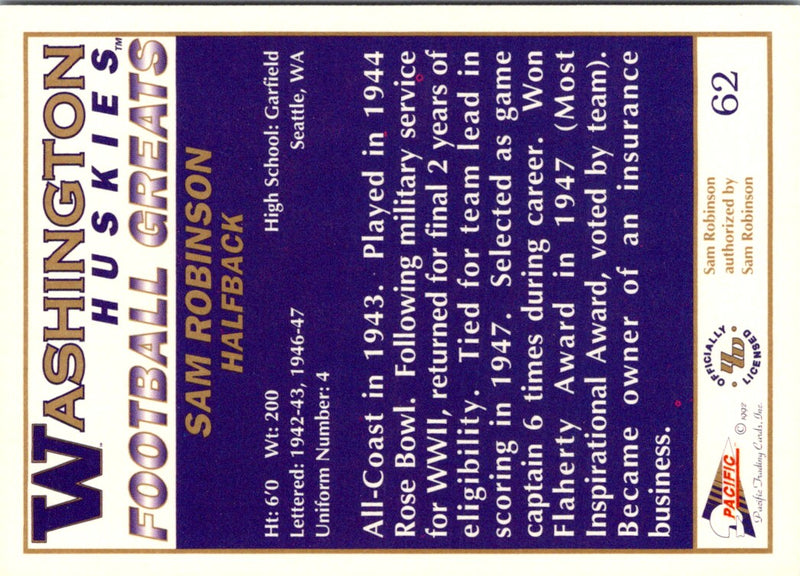 WASHINGTON
HUSKIES™
FOOTBALL GREATS
SAM ROBINSON
HALFBACK
Ht: 6'0 Wt: 200 High School: Garfield
Lettered: 1942-43, 1946-47 Seattle, WA
Uniform Number: 4
All-Coast in 1943. Played in 1944
Rose Bowl. Following military service
for WWII, returned for final 2 years of
eligibility. Tied for team lead in
scoring in 1947. Selected as game
captain 6 times during career. Won
Flaherty Award in 1947 (Most
Inspirational Award, voted by team).
Became owner of an insurance
business.
PACIFIC
© 1992
Pacific Trading Cards, Inc.
OFFICIALLY
UW
LICENSED
Sam Robinson
authorized by
Sam Robinson
62